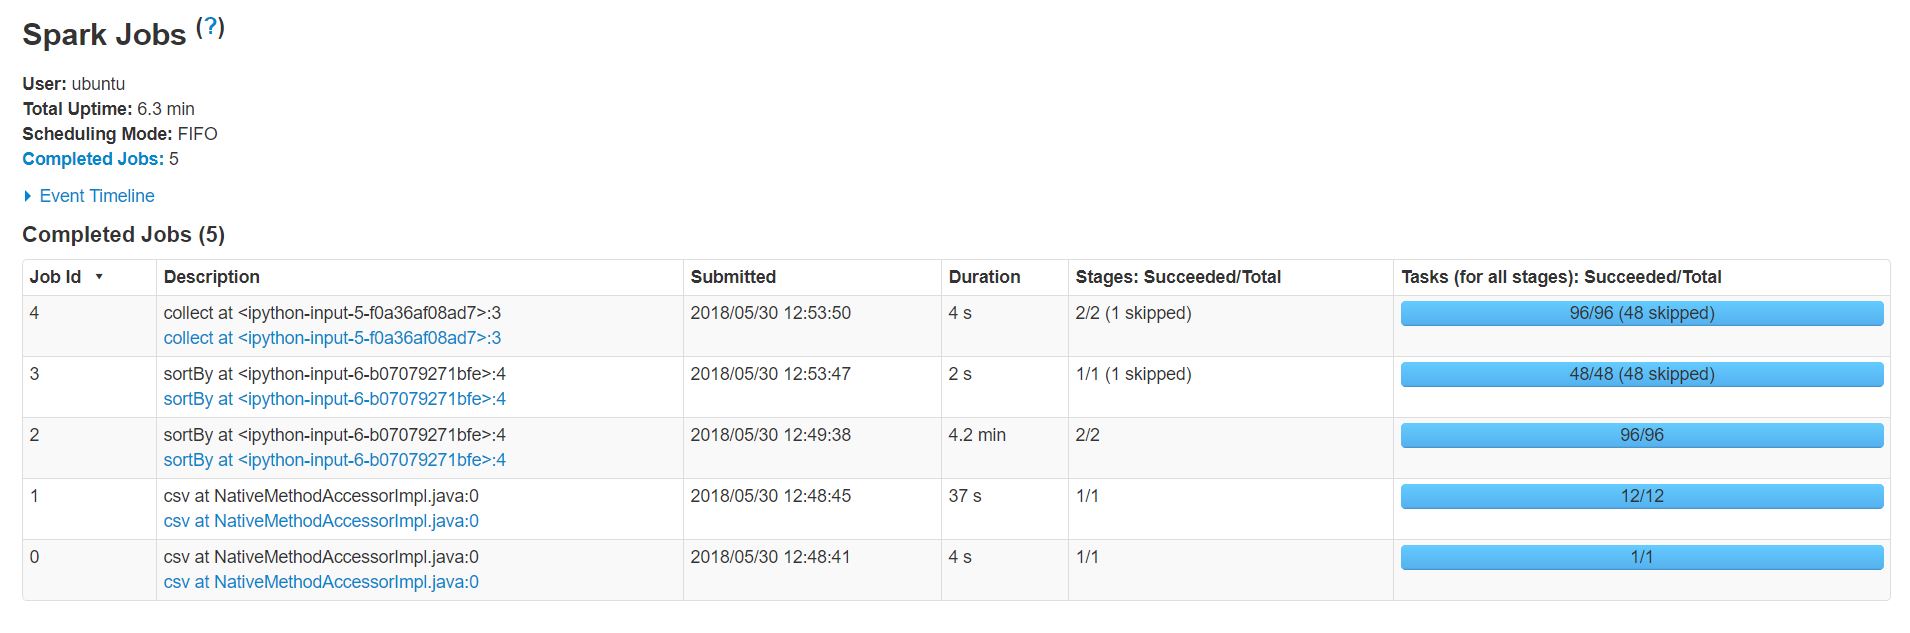 Spark Jobs (?)
User: ubuntu
Total Uptime: 6.3 min
Scheduling Mode: FIFO
Completed Jobs: 5
Event Timeline
Completed Jobs (5)
Job Id ▾ Description Submitted Duration Stages: Succeeded/Total Tasks (for all stages): Succeeded/Total
4 collect at <ipython-input-5-f0a36af08ad7>:3 2018/05/30 12:53:50 4 s 2/2 (1 skipped) 96/96 (48 skipped)
collect at <ipython-input-5-f0a36af08ad7>:3
3 sortBy at <ipython-input-6-b07079271bfe>:4 2018/05/30 12:53:47 2 s 1/1 (1 skipped) 48/48 (48 skipped)
sortBy at <ipython-input-6-b07079271bfe>:4
2 sortBy at <ipython-input-6-b07079271bfe>:4 2018/05/30 12:49:38 4.2 min 2/2 96/96
sortBy at <ipython-input-6-b07079271bfe>:4
1 csv at NativeMethodAccessorImpl.java:0 2018/05/30 12:48:45 37 s 1/1 12/12
csv at NativeMethodAccessorImpl.java:0
0 csv at NativeMethodAccessorImpl.java:0 2018/05/30 12:48:41 4 s 1/1 1/1
csv at NativeMethodAccessorImpl.java:0